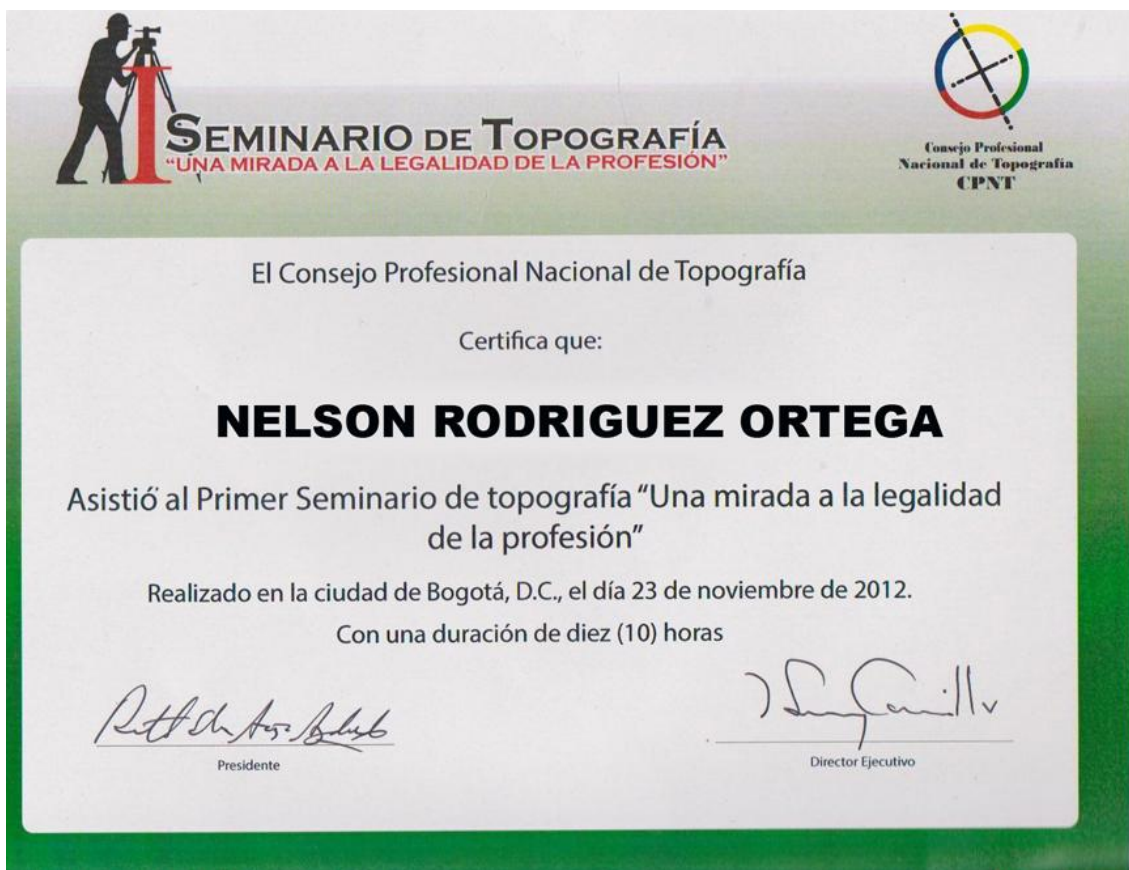 I SEMINARIO DE TOPOGRAFÍA
"UNA MIRADA A LA LEGALIDAD DE LA PROFESIÓN"
Consejo Profesional
Nacional de Topografía
CPNT
El Consejo Profesional Nacional de Topografía
Certifica que:
NELSON RODRIGUEZ ORTEGA
Asistió al Primer Seminario de topografía "Una mirada a la legalidad
de la profesión"
Realizado en la ciudad de Bogotá, D.C., el día 23 de noviembre de 2012.
Con una duración de diez (10) horas
Presidente
Director Ejecutivo